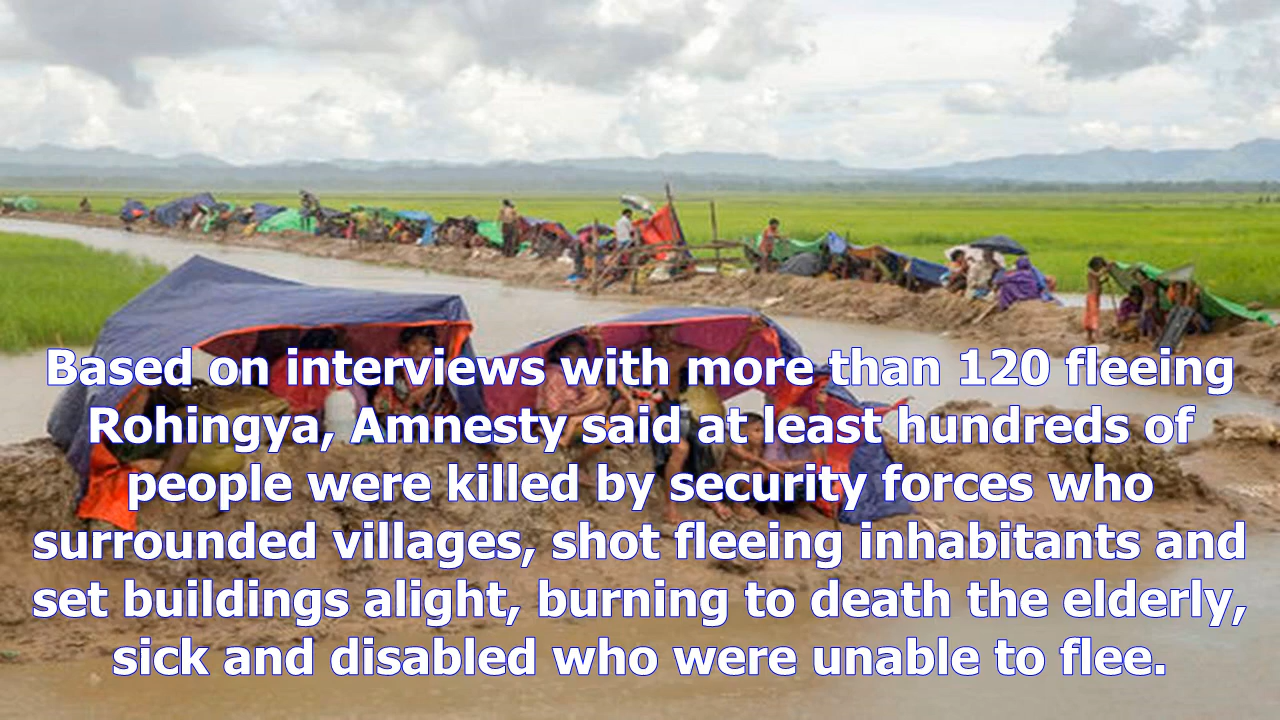 Based on interviews with more than 120 fleeing
Rohingya, Amnesty said at least hundreds of
people were killed by security forces who
surrounded villages, shot fleeing inhabitants and
set buildings alight, burning to death the elderly,
sick and disabled who were unable to flee.